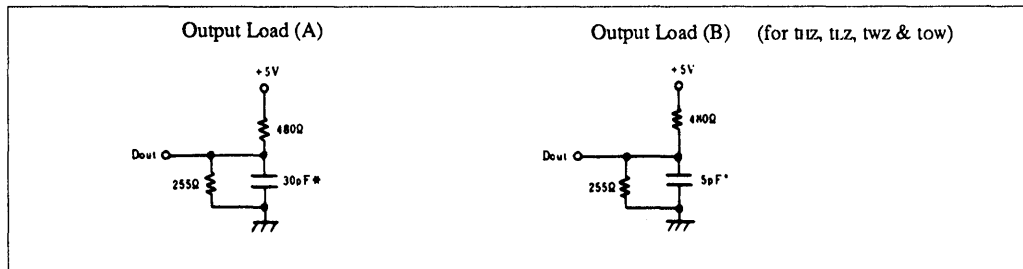 Output Load (A)
+5V
480Ω
Dout
255Ω
30pF*
Output Load (B) (for tHZ, tLZ, tWZ & tOW)
+5V
480Ω
Dout
255Ω
5pF*